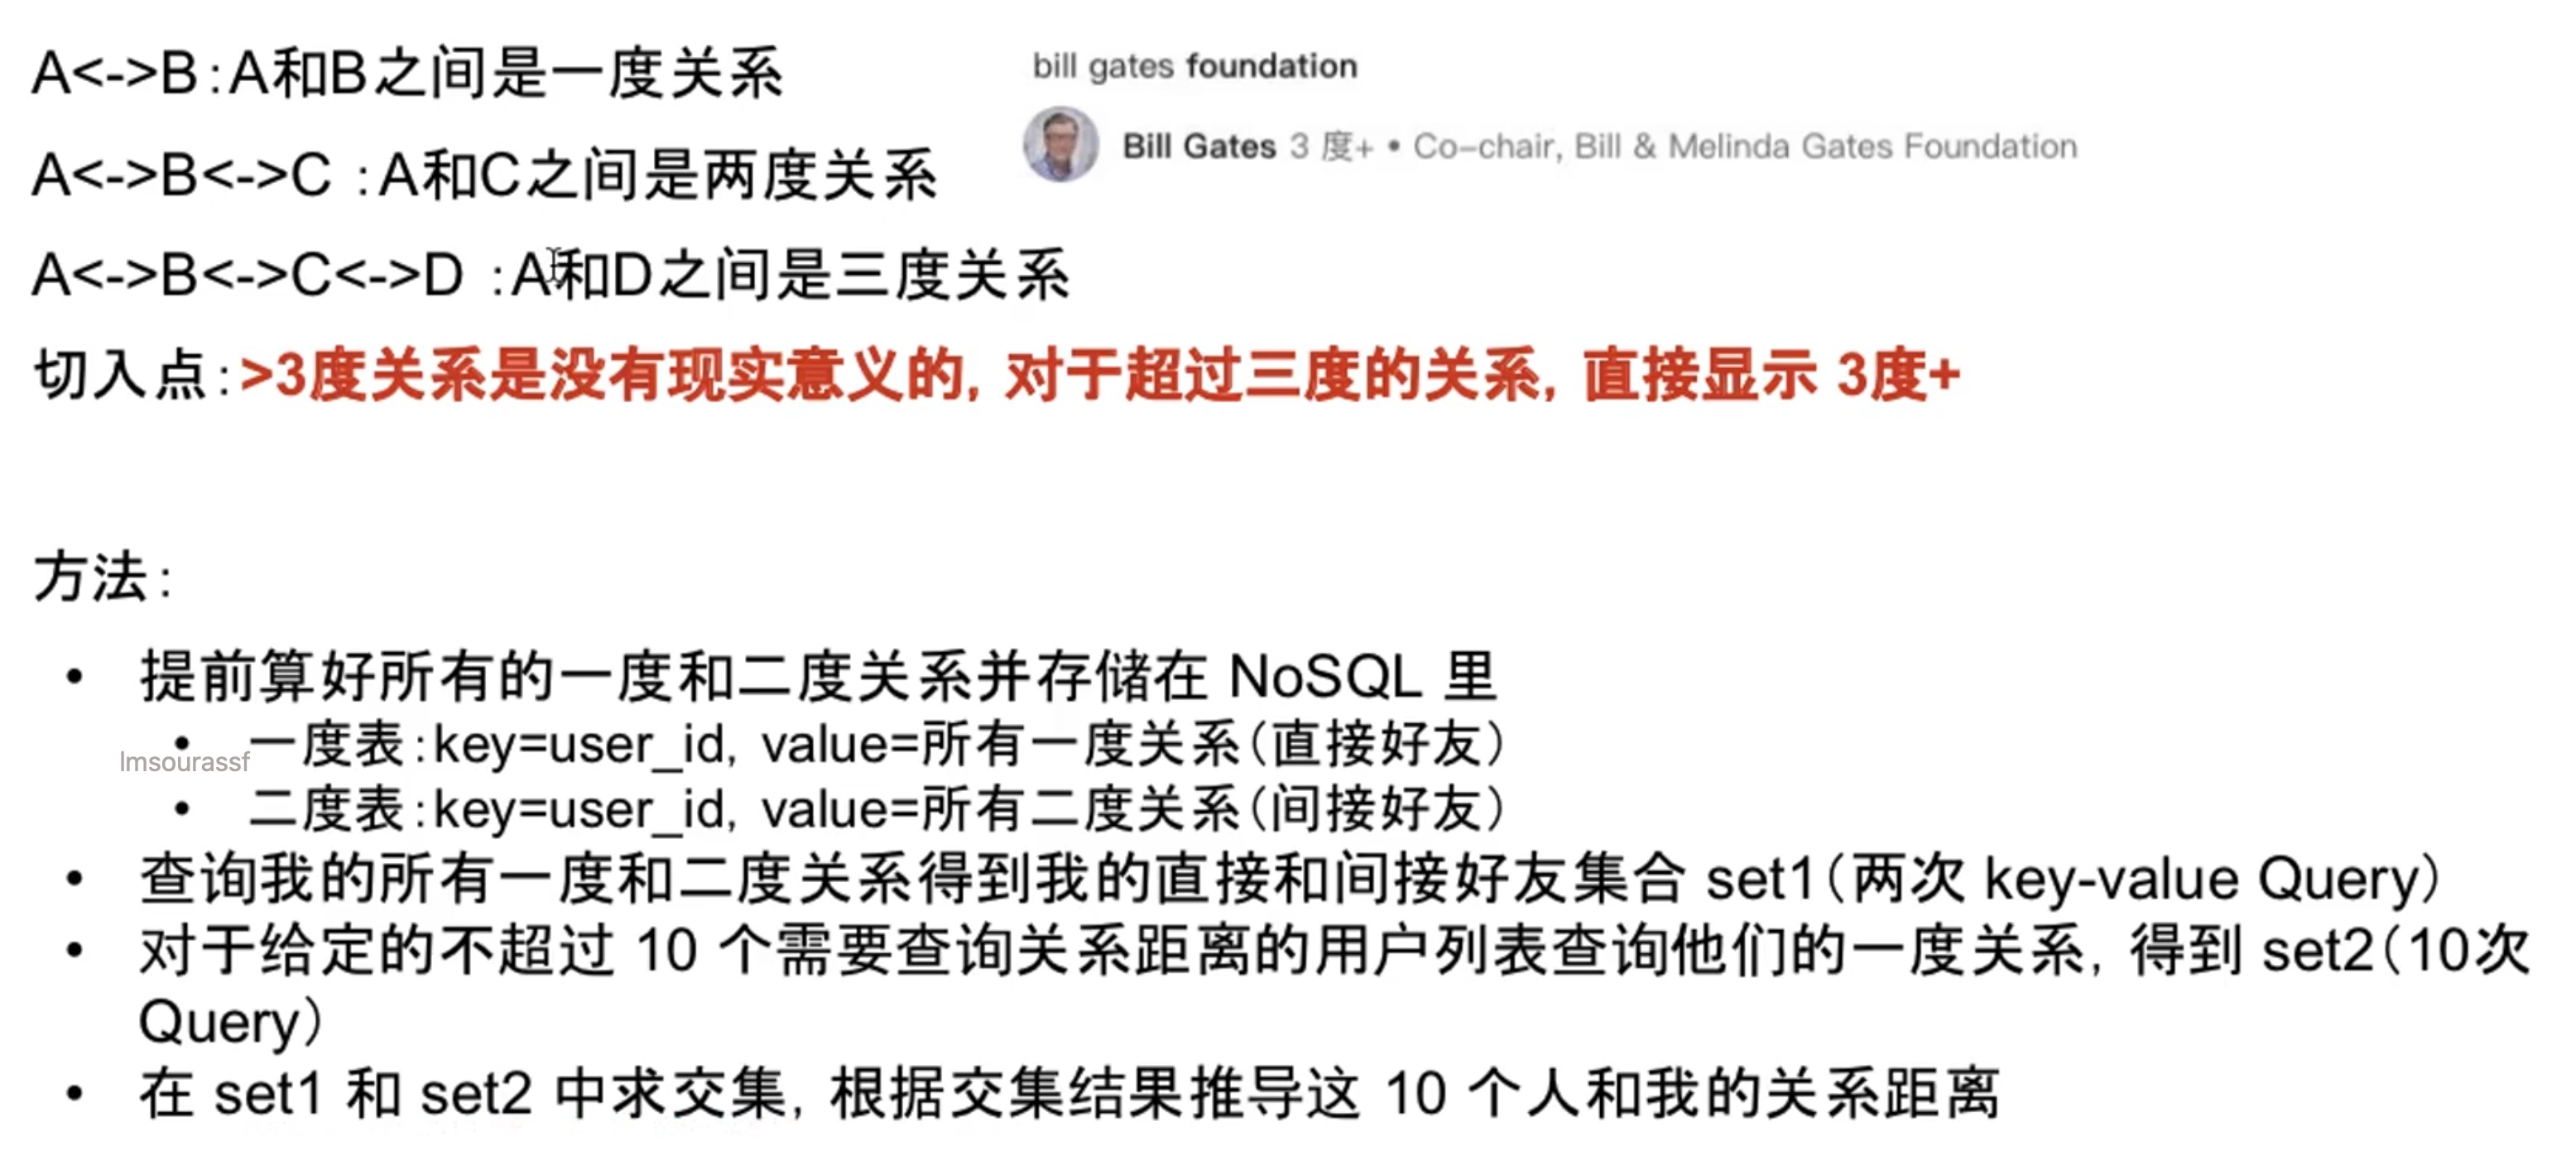 A<->B:A和B之间是一度关系
bill gates foundation
A<->B<->C :A和C之间是两度关系
Bill Gates 3 度+ • Co-chair, Bill & Melinda Gates Foundation
A<->B<->C<->D :A和D之间是三度关系
切入点:>3度关系是没有现实意义的, 对于超过三度的关系, 直接显示 3度+
方法:
• 提前算好所有的一度和二度关系并存储在 NoSQL 里
• 一度表:key=user_id, value=所有一度关系(直接好友)
lmsourassf
• 二度表:key=user_id, value=所有二度关系(间接好友)
• 查询我的所有一度和二度关系得到我的直接和间接好友集合 set1(两次 key-value Query)
• 对于给定的不超过 10 个需要查询关系距离的用户列表查询他们的一度关系, 得到 set2(10次
Query)
• 在 set1 和 set2 中求交集, 根据交集结果推导这 10 个人和我的关系距离